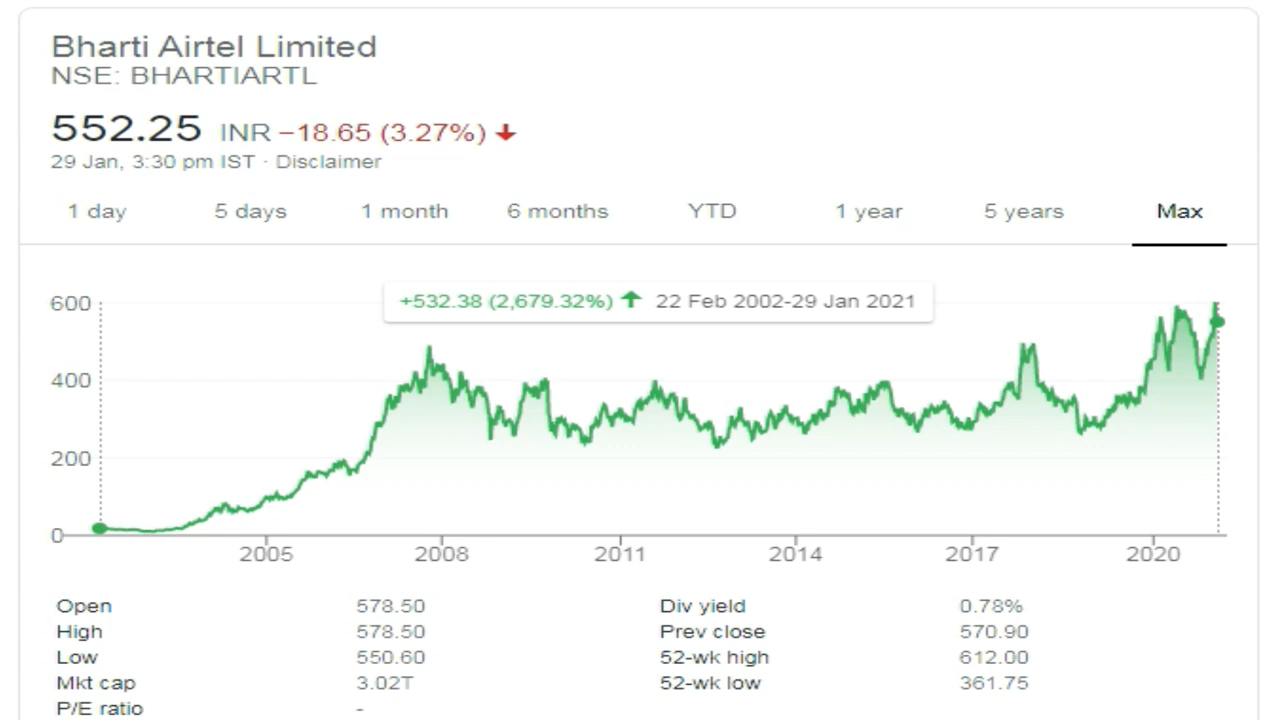 Bharti Airtel Limited
NSE: BHARTIARTL
552.25 INR −18.65 (3.27%)
29 Jan, 3:30 pm IST · Disclaimer
1 day 5 days 1 month 6 months YTD 1 year 5 years Max
+532.38 (2,679.32%) 22 Feb 2002-29 Jan 2021
600
400
200
0
2005 2008 2011 2014 2017 2020
Open 578.50 Div yield 0.78%
High 578.50 Prev close 570.90
Low 550.60 52-wk high 612.00
Mkt cap 3.02T 52-wk low 361.75
P/E ratio -